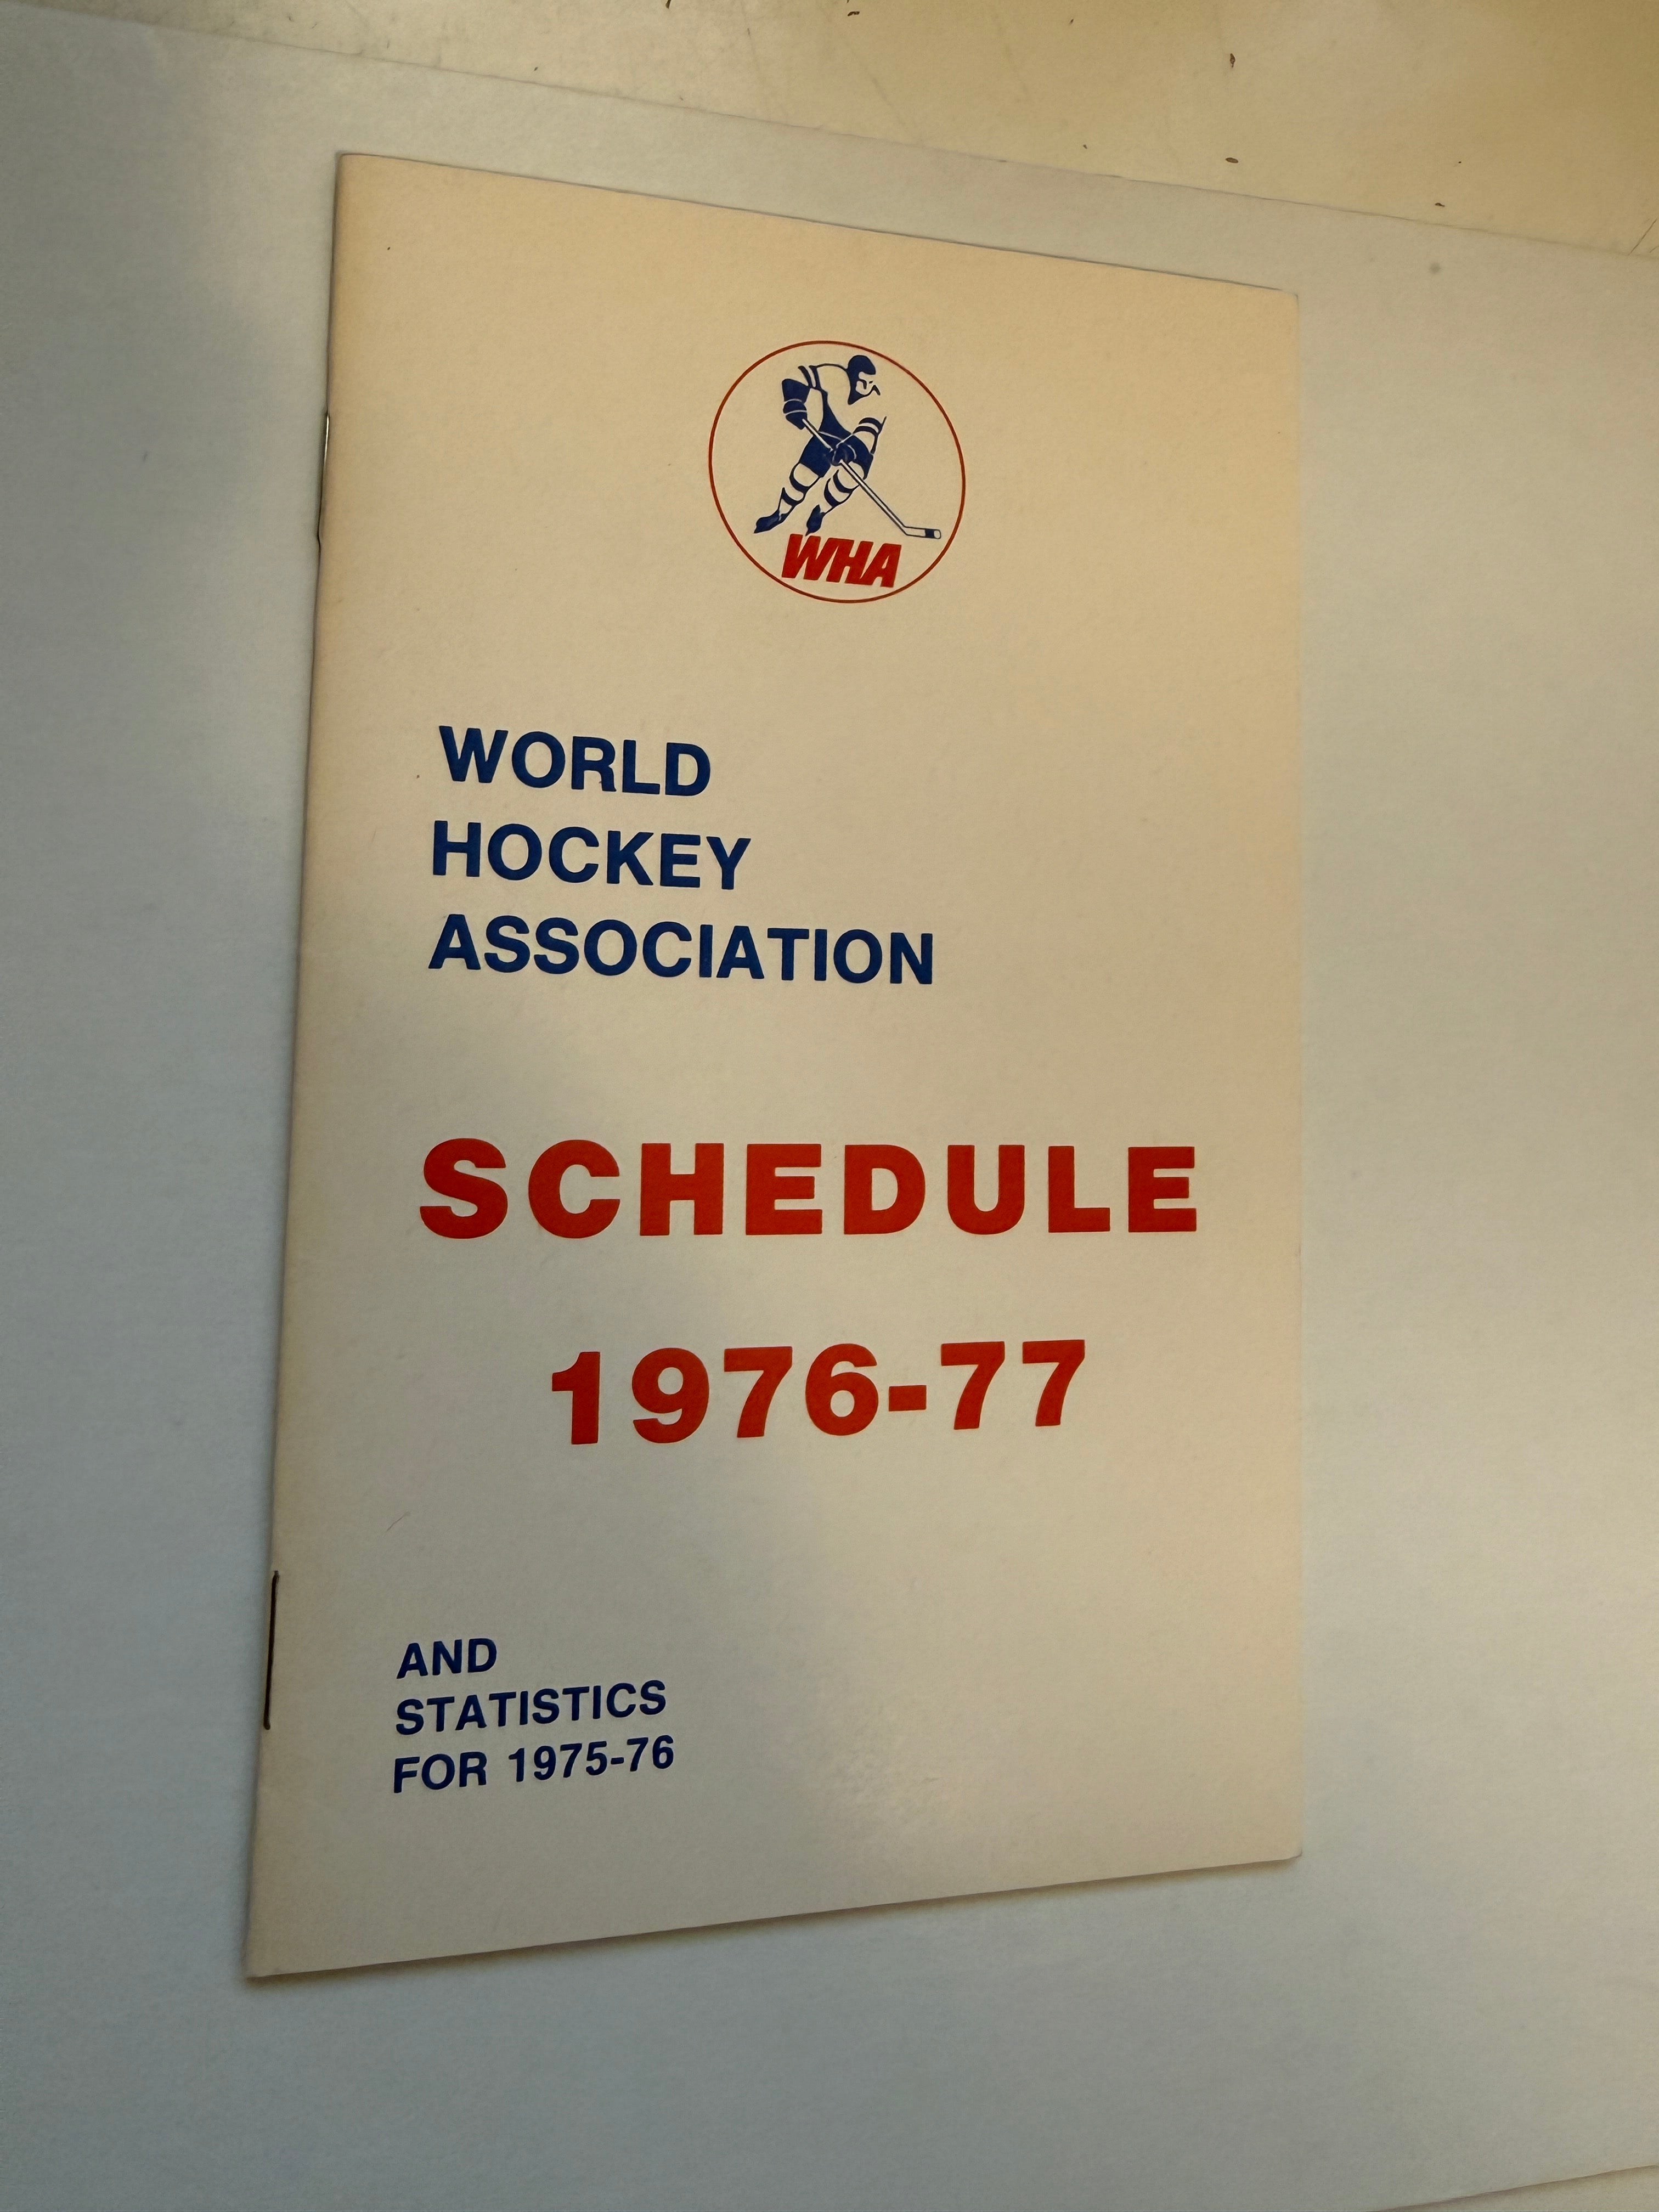 WHA
WORLD
HOCKEY
ASSOCIATION
SCHEDULE
1976-77
AND
STATISTICS
FOR 1975-76